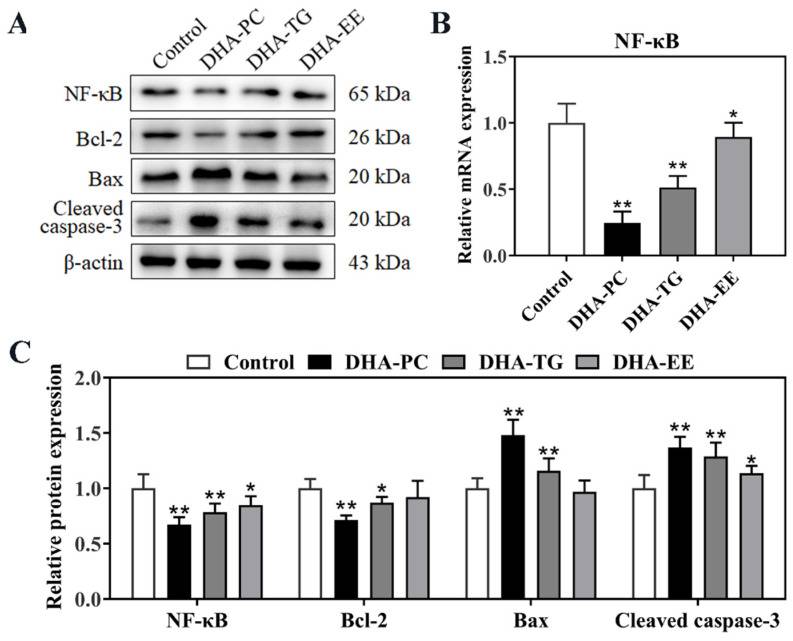 A
Control
DHA-PC
DHA-TG
DHA-EE
NF-κB
65 kDa
Bcl-2
26 kDa
Bax
20 kDa
Cleaved
caspase-3
20 kDa
β-actin
43 kDa
B
NF-κB
Relative mRNA expression
1.5
1.0
0.5
0.0
**
**
*
Control
DHA-PC
DHA-TG
DHA-EE
C
Control DHA-PC DHA-TG DHA-EE
Relative protein expression
2.0
1.5
1.0
0.5
0.0
** ** *
** *
** **
** ** *
NF-κB Bcl-2 Bax Cleaved caspase-3